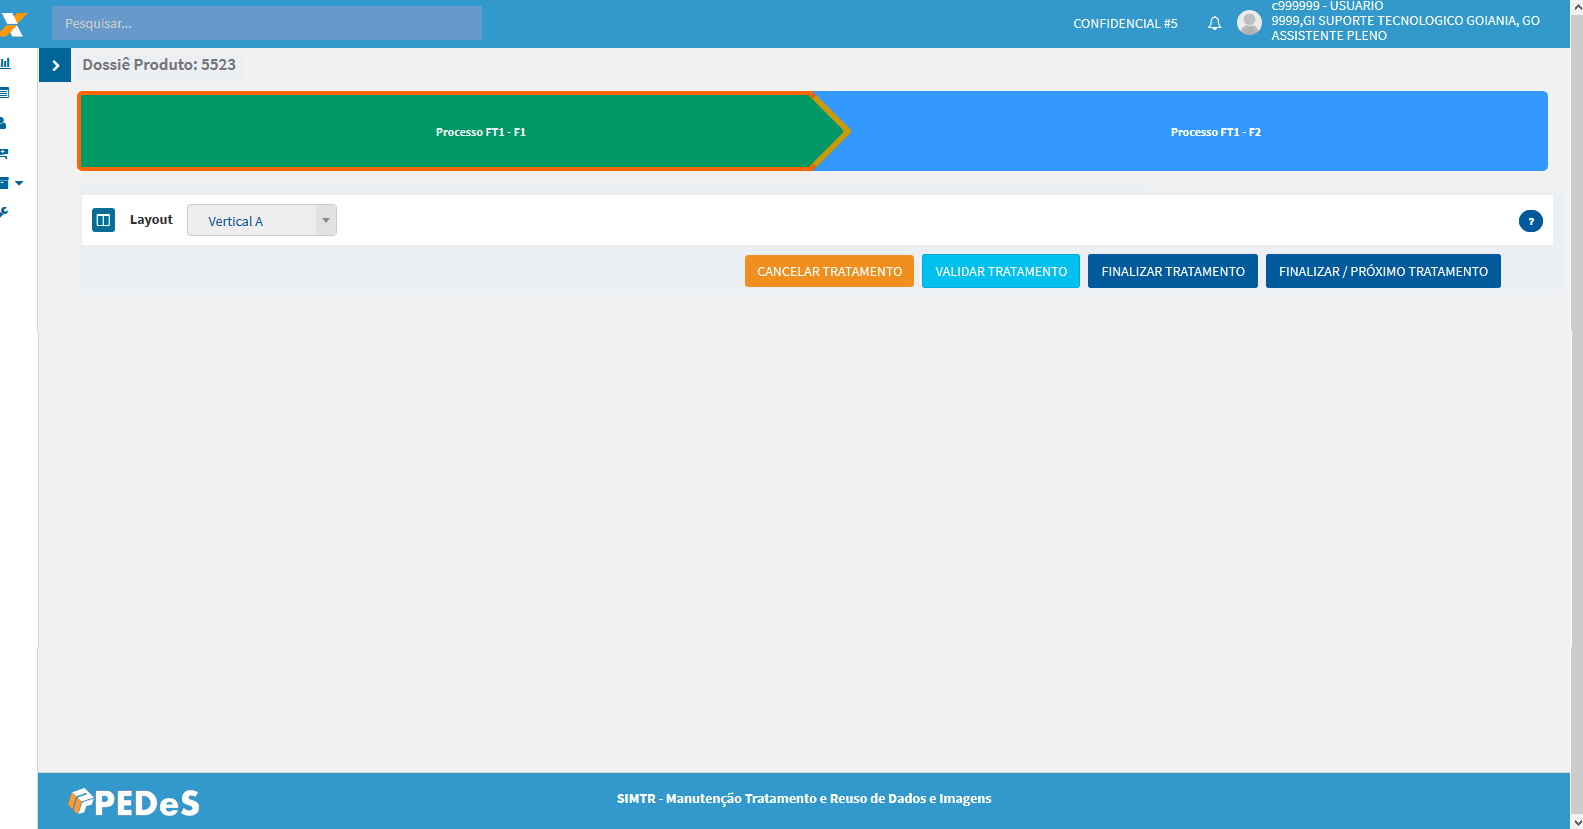 Pesquisar...
CONFIDENCIAL #5
c999999 - USUARIO
9999,GI SUPORTE TECNOLOGICO GOIANIA, GO
ASSISTENTE PLENO
Dossiê Produto: 5523
Processo FT1 - F1
Processo FT1 - F2
Layout
Vertical A
?
CANCELAR TRATAMENTO
VALIDAR TRATAMENTO
FINALIZAR TRATAMENTO
FINALIZAR / PRÓXIMO TRATAMENTO
PEDeS
SIMTR - Manutenção Tratamento e Reuso de Dados e Imagens